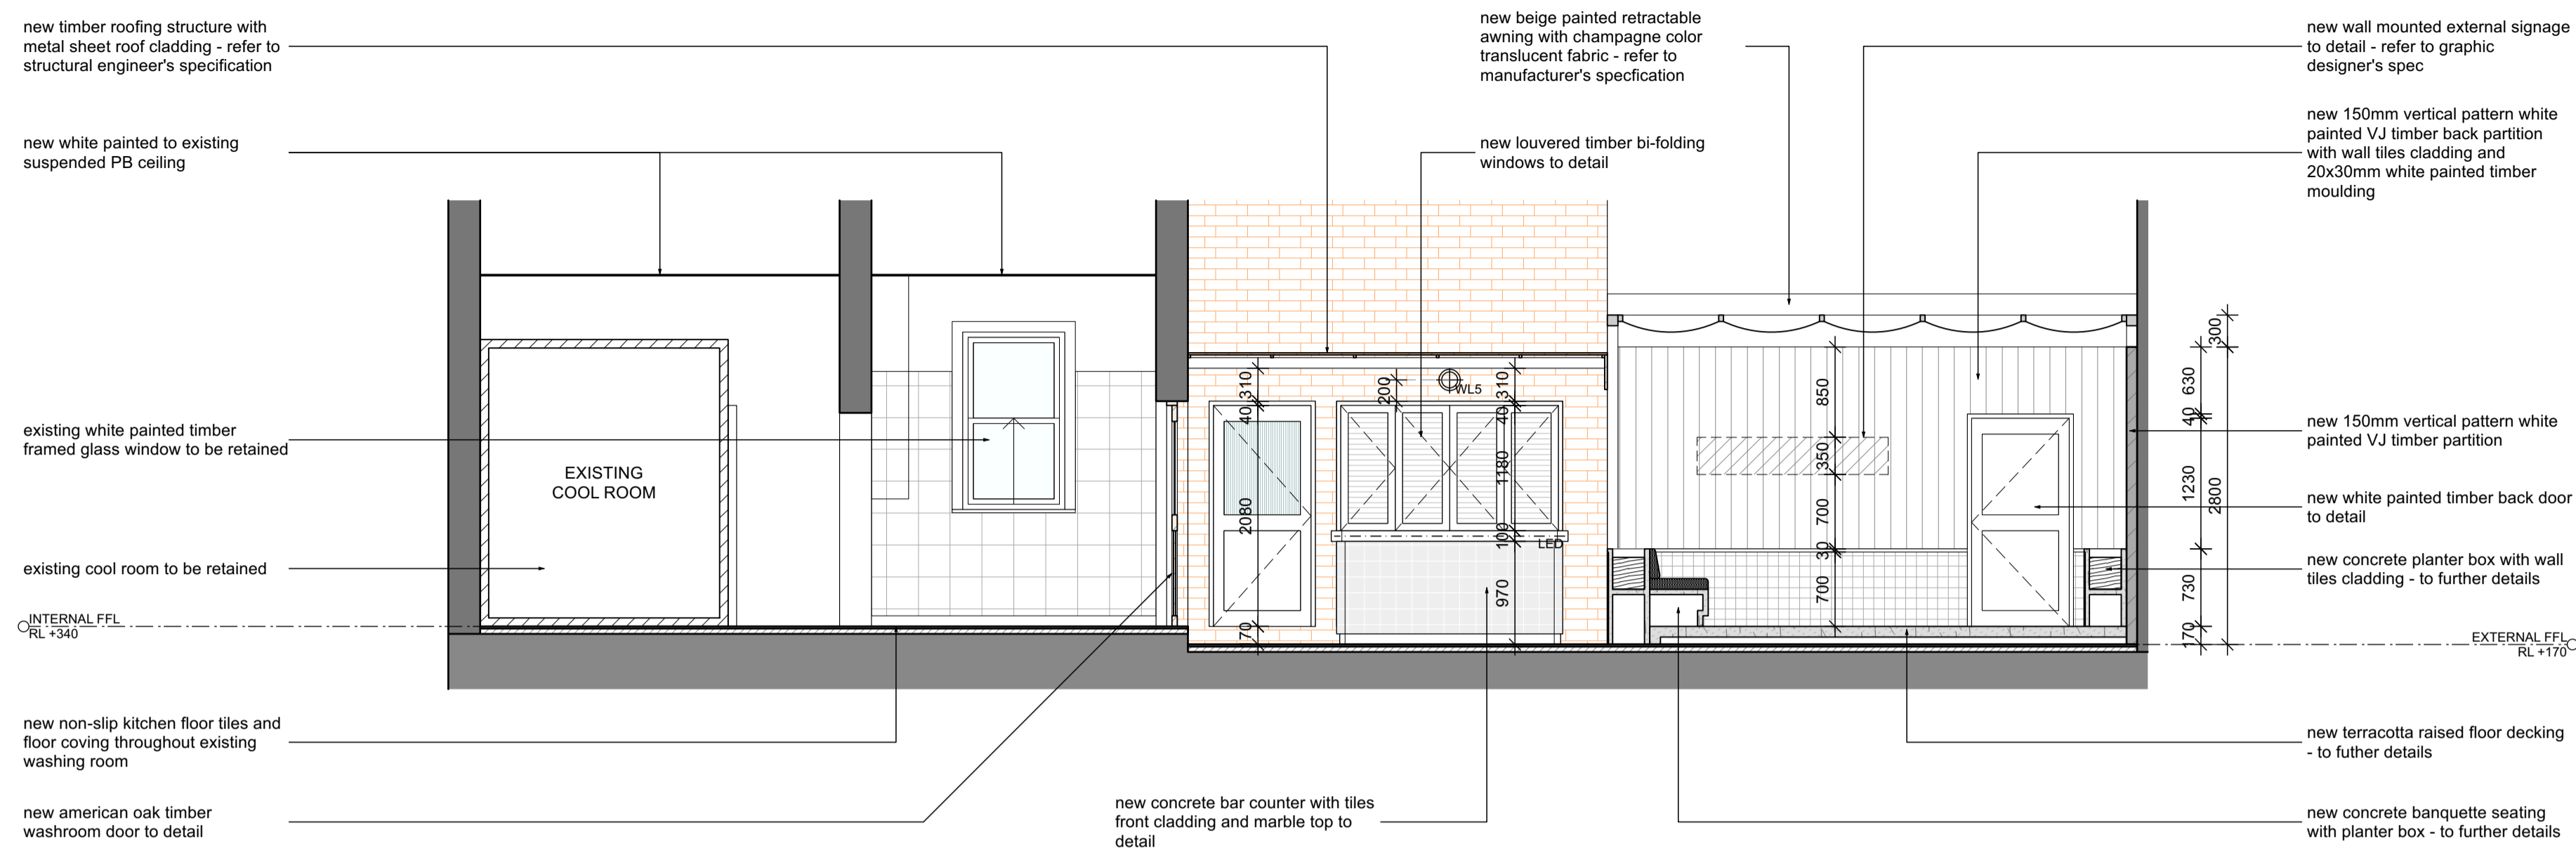 new timber roofing structure with
metal sheet roof cladding - refer to
structural engineer's specification
new beige painted retractable
awning with champagne color
translucent fabric - refer to
manufacturer's specfication
new wall mounted external signage
to detail - refer to graphic
designer's spec
new white painted to existing
suspended PB ceiling
new louvered timber bi-folding
windows to detail
new 150mm vertical pattern white
painted VJ timber back partition
with wall tiles cladding and
20x30mm white painted timber
moulding
existing white painted timber
framed glass window to be retained
EXISTING
COOL ROOM
existing cool room to be retained
INTERNAL FFL
RL +340
310
40
2080
170
200
WL5
310
40
1180
100
LED
970
850
350
700
30
700
300
630
40
1230
2800
730
170
new 150mm vertical pattern white
painted VJ timber partition
new white painted timber back door
to detail
new concrete planter box with wall
tiles cladding - to further details
EXTERNAL FFL
RL +170
new non-slip kitchen floor tiles and
floor coving throughout existing
washing room
new american oak timber
washroom door to detail
new concrete bar counter with tiles
front cladding and marble top to
detail
new terracotta raised floor decking
- to futher details
new concrete banquette seating
with planter box - to further details